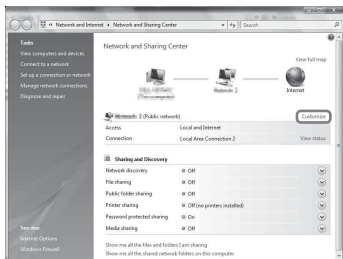 « Network and Internet ▸ Network and Sharing Center
Search
Tasks
View computers and devices
Connect to a network
Set up a connection or network
Manage network connections
Diagnose and repair
See also
Internet Options
Windows Firewall
Network and Sharing Center
View full map
Internet
(Public network)
Customize
Access Local and Internet
Connection Local Area Connection 2 View status
Sharing and Discovery
Network discovery Off
File sharing Off
Public folder sharing Off
Printer sharing Off (no printers installed)
Password protected sharing On
Media sharing Off
Show me all the files and folders I am sharing
Show me all the shared network folders on this computer